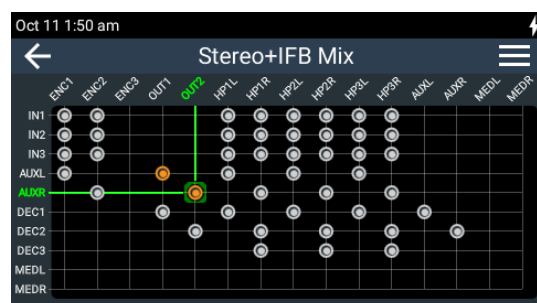 Oct 11 1:50 am
Stereo+IFB Mix
ENC1 ENC2 ENC3 OUT1 OUT2 HP1L HP1R HP2L HP2R HP3L HP3R AUXL AUXR MEDL MEDR
IN1
IN2
IN3
AUXL
AUXR
DEC1
DEC2
DEC3
MEDL
MEDR